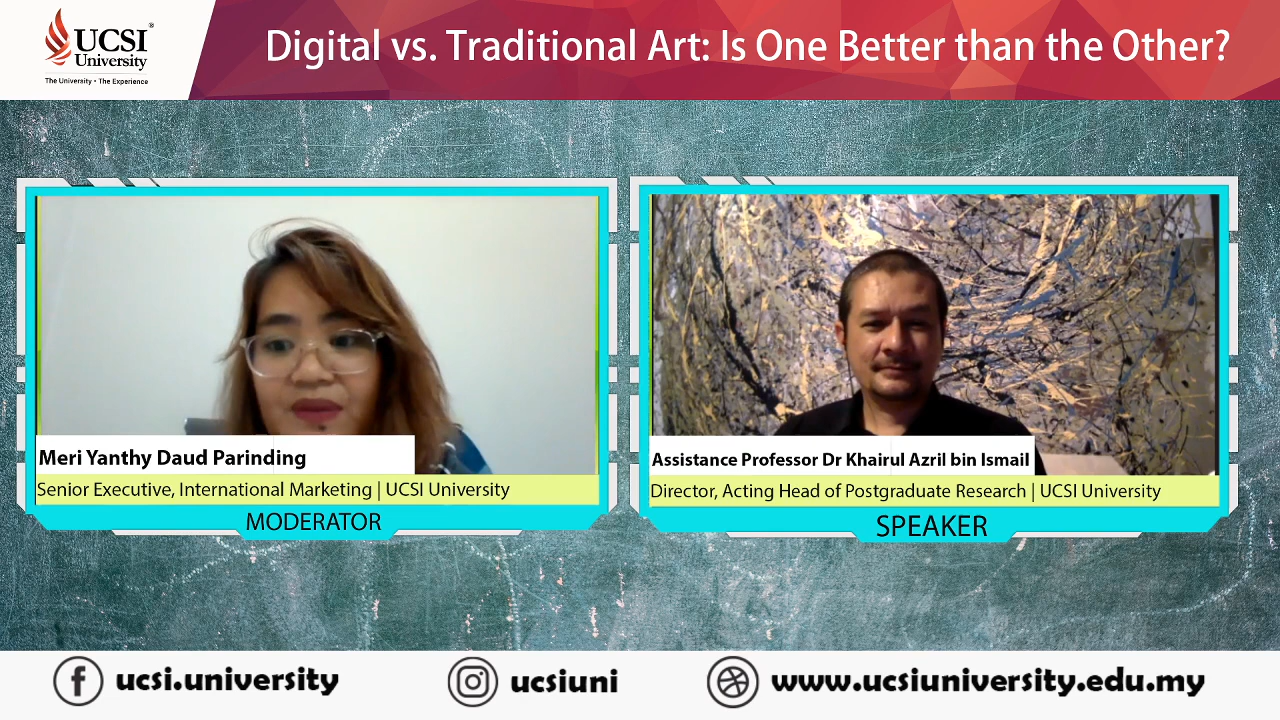 UCSI
University
The University • The Experience
®
Digital vs. Traditional Art: Is One Better than the Other?
Meri Yanthy Daud Parinding
Senior Executive, International Marketing | UCSI University
MODERATOR
Assistance Professor Dr Khairul Azril bin Ismail
Director, Acting Head of Postgraduate Research | UCSI University
SPEAKER
ucsi.university
ucsiuni
www.ucsiuniversity.edu.my